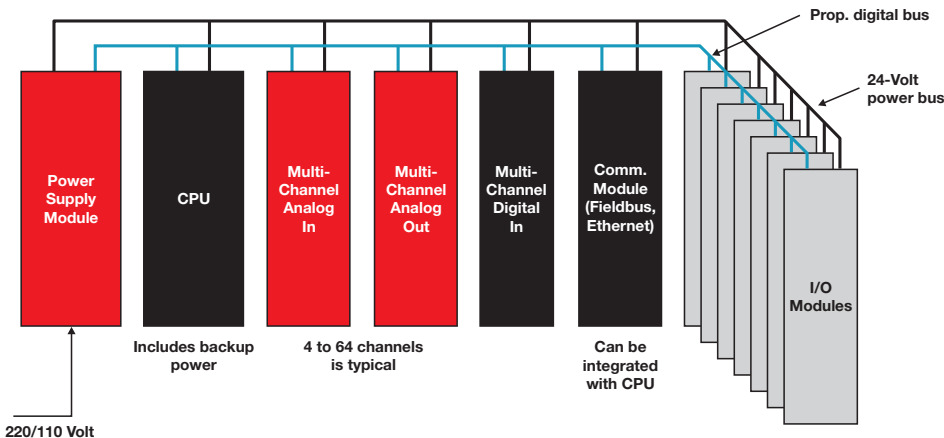 Prop. digital bus
24-Volt
power bus
Power
Supply
Module
CPU
Multi-
Channel
Analog
In
Multi-
Channel
Analog
Out
Multi-
Channel
Digital
In
Comm.
Module
(Fieldbus,
Ethernet)
I/O
Modules
Includes backup
power
4 to 64 channels
is typical
Can be
integrated
with CPU
220/110 Volt